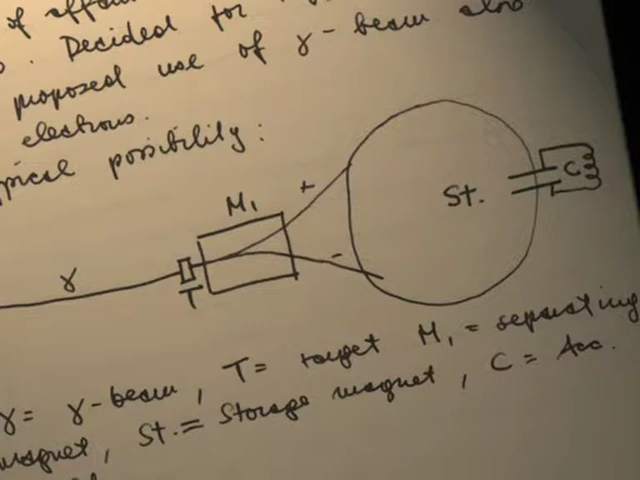 of
Decided for
proposed use of γ-beam also
electrons.
possibility:
M₁
+
St.
C
-
γ
T
γ = γ-beam, T = target M₁ = separating
magnet, St. = Storage magnet, C = Acc.